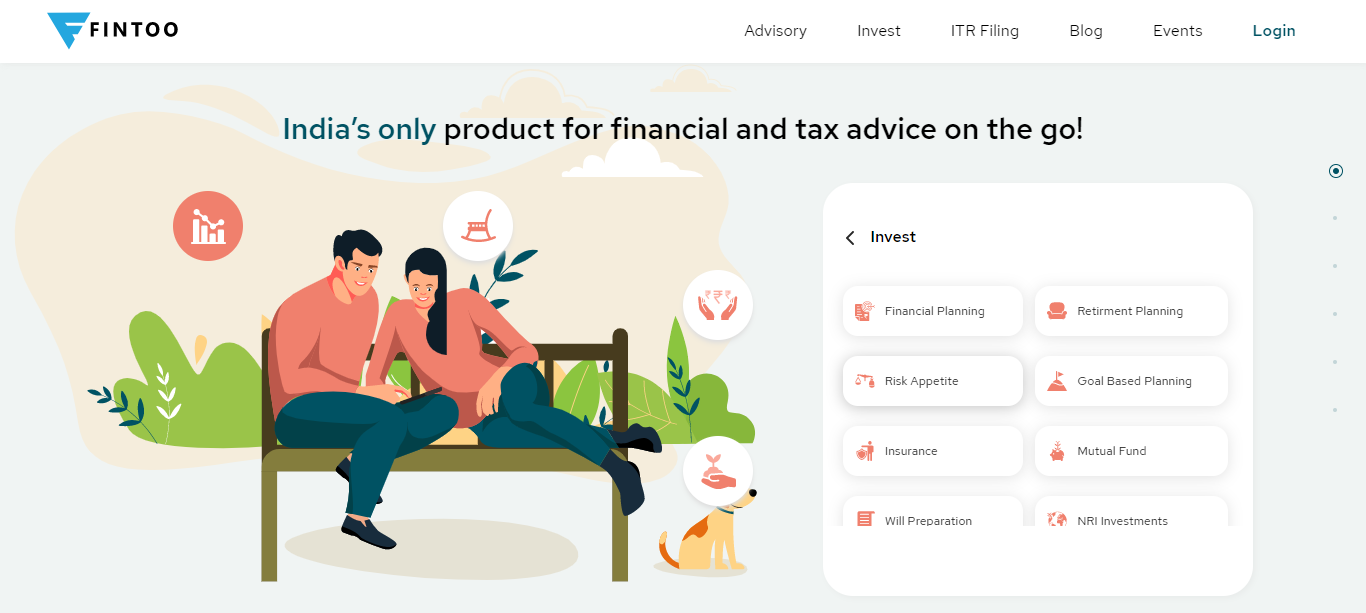 FINTOO
Advisory
Invest
ITR Filing
Blog
Events
Login
India's only product for financial and tax advice on the go!
Invest
Financial Planning
Retirment Planning
Risk Appetite
Goal Based Planning
Insurance
Mutual Fund
Will Preparation
NRI Investments